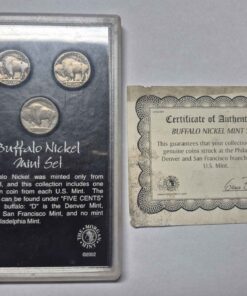 Buffalo Nickel
Mint Set
Nickel was minted only from
and this collection includes one
coin from each U.S. Mint. The
can be found under "FIVE CENTS"
buffalo: "D" is the Denver Mint,
San Francisco Mint, and no mint
Philadelphia Mint.
Certificate of Authent
BUFFALO NICKEL MINT S
This guarantees that your collection
genuine coins struck at the Phila
Denver and San Francisco branch
U.S. Mint.